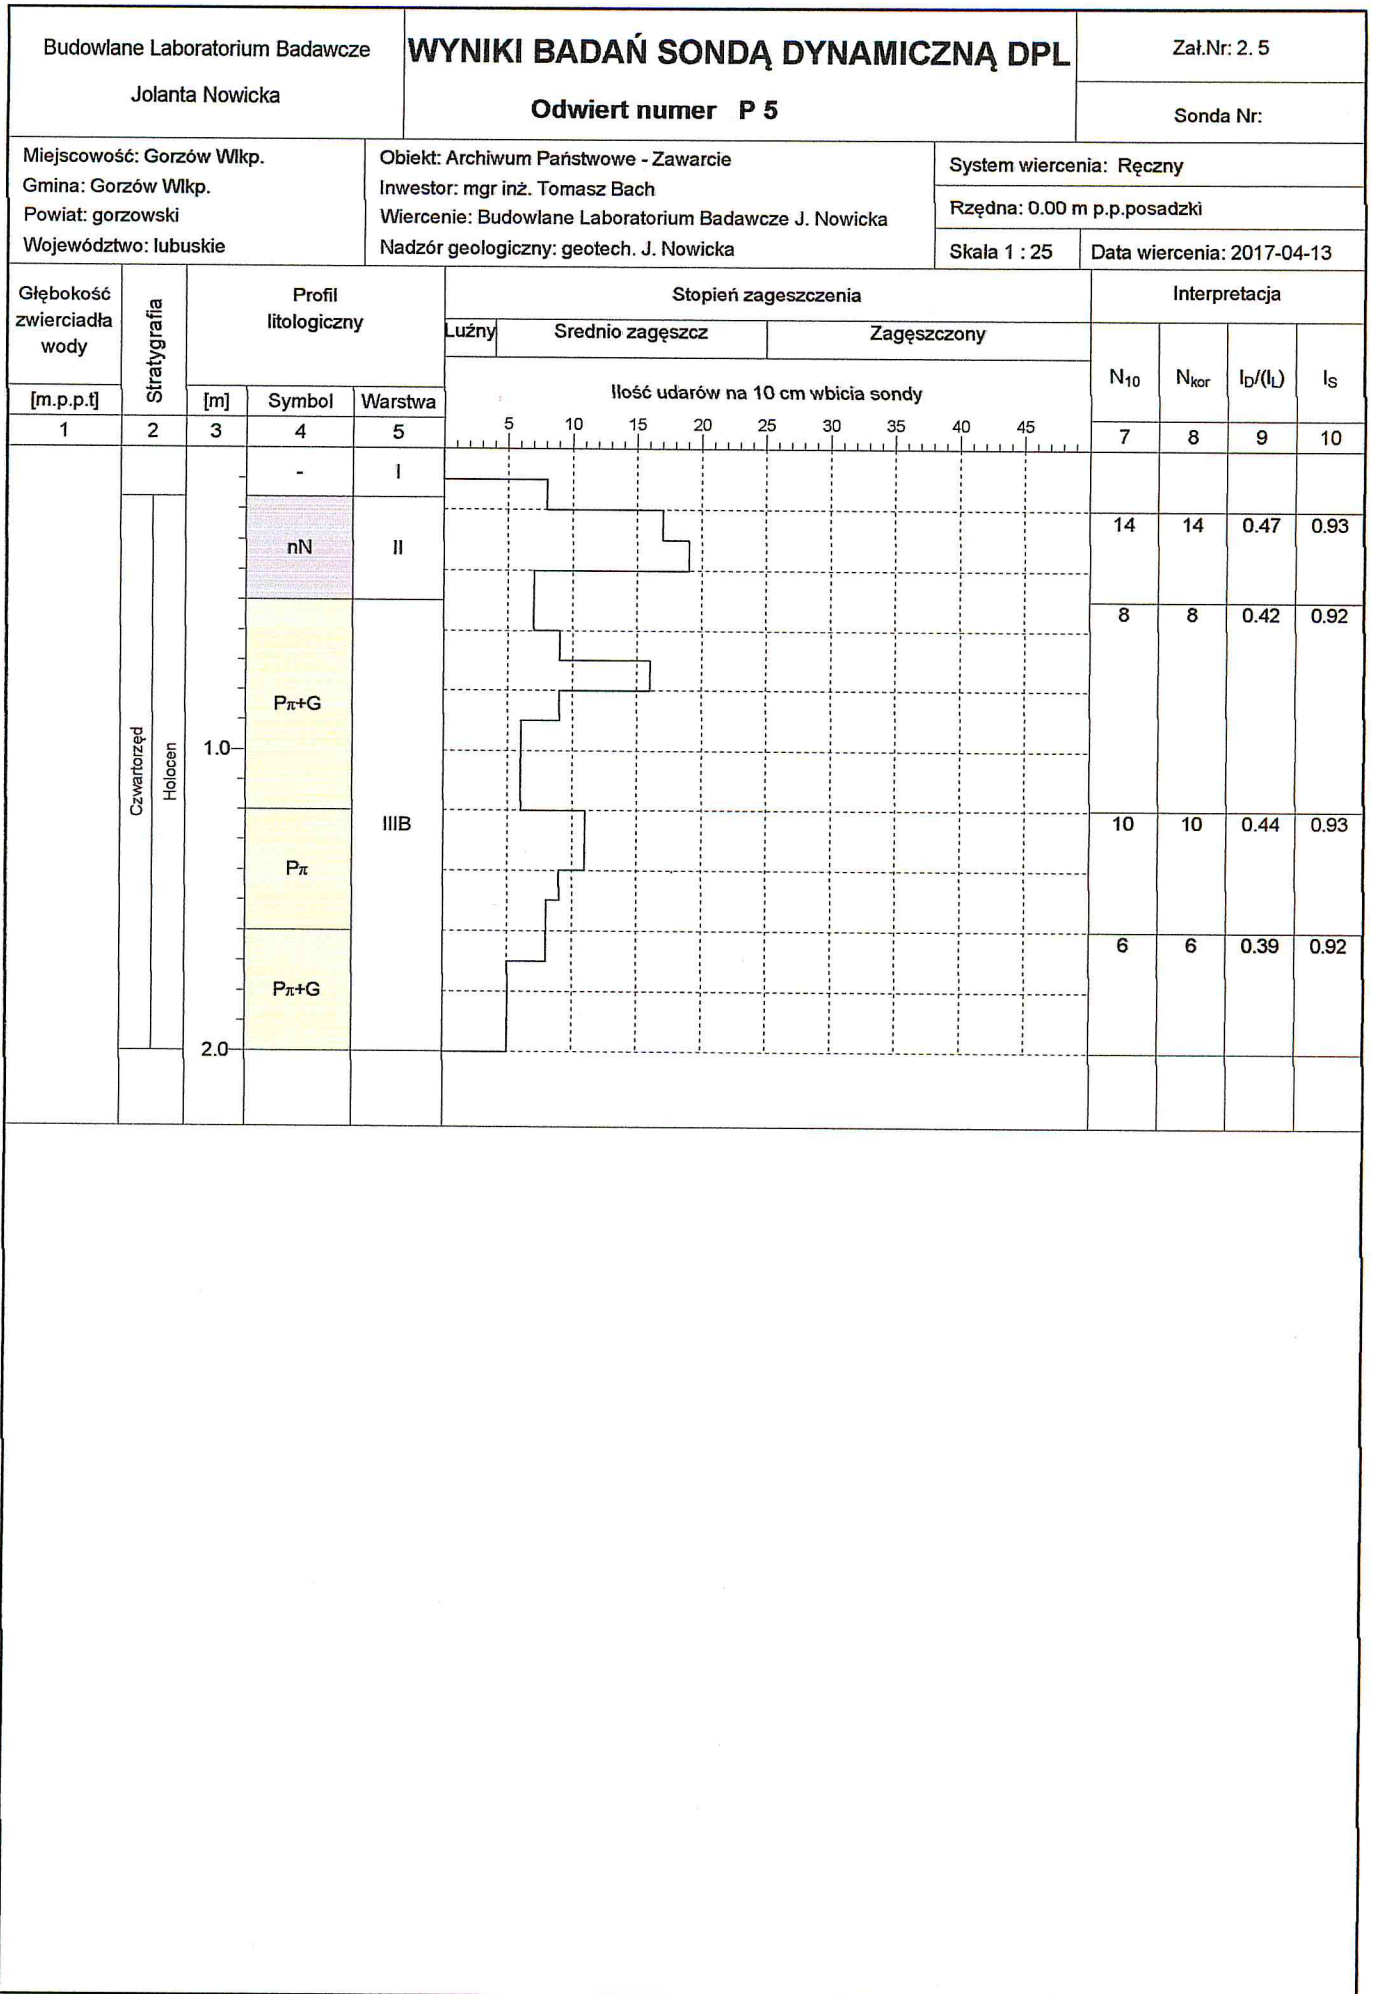 Budowlane Laboratorium Badawcze
Jolanta Nowicka
WYNIKI BADAŃ SONDĄ DYNAMICZNĄ DPL
Odwiert numer P 5
Zał.Nr: 2. 5
Sonda Nr:
Miejscowość: Gorzów Wlkp.
Gmina: Gorzów Wlkp.
Powiat: gorzowski
Województwo: lubuskie
Obiekt: Archiwum Państwowe - Zawarcie
Inwestor: mgr inż. Tomasz Bach
Wiercenie: Budowlane Laboratorium Badawcze J. Nowicka
Nadzór geologiczny: geotech. J. Nowicka
System wiercenia: Ręczny
Rzędna: 0.00 m p.p.posadzki
Skala 1 : 25
Data wiercenia: 2017-04-13
Głębokość
zwierciadła
wody
[m.p.p.t]
Stratygrafia
Profil
litologiczny
[m] Symbol Warstwa
Stopień zagęszczenia
Luźny Srednio zagęszcz Zagęszczony
Ilość udarów na 10 cm wbicia sondy
Interpretacja
N10 Nkor ID/(IL) IS
1 2 3 4 5
5 10 15 20 25 30 35 40 45
7 8 9 10
- I
nN II
14 14 0.47 0.93
8 8 0.42 0.92
Pπ+G
Czwartorzęd
Holocen
1.0
IIIB
10 10 0.44 0.93
Pπ
6 6 0.39 0.92
Pπ+G
2.0